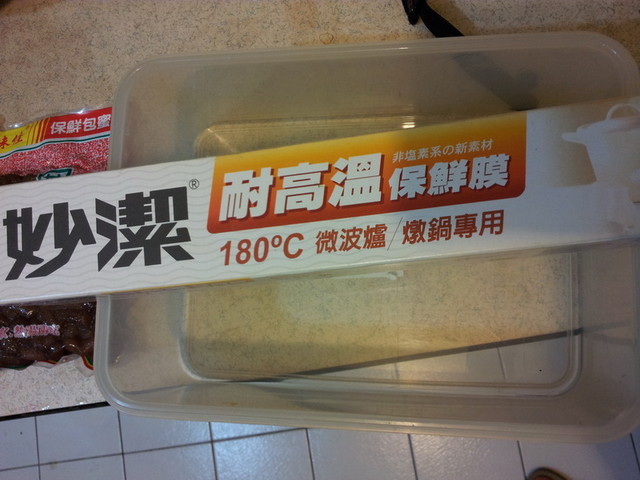 保鮮包蜜
妙潔®
非塩素系の新素材
耐高溫保鮮膜
180°C 微波爐/燉鍋專用